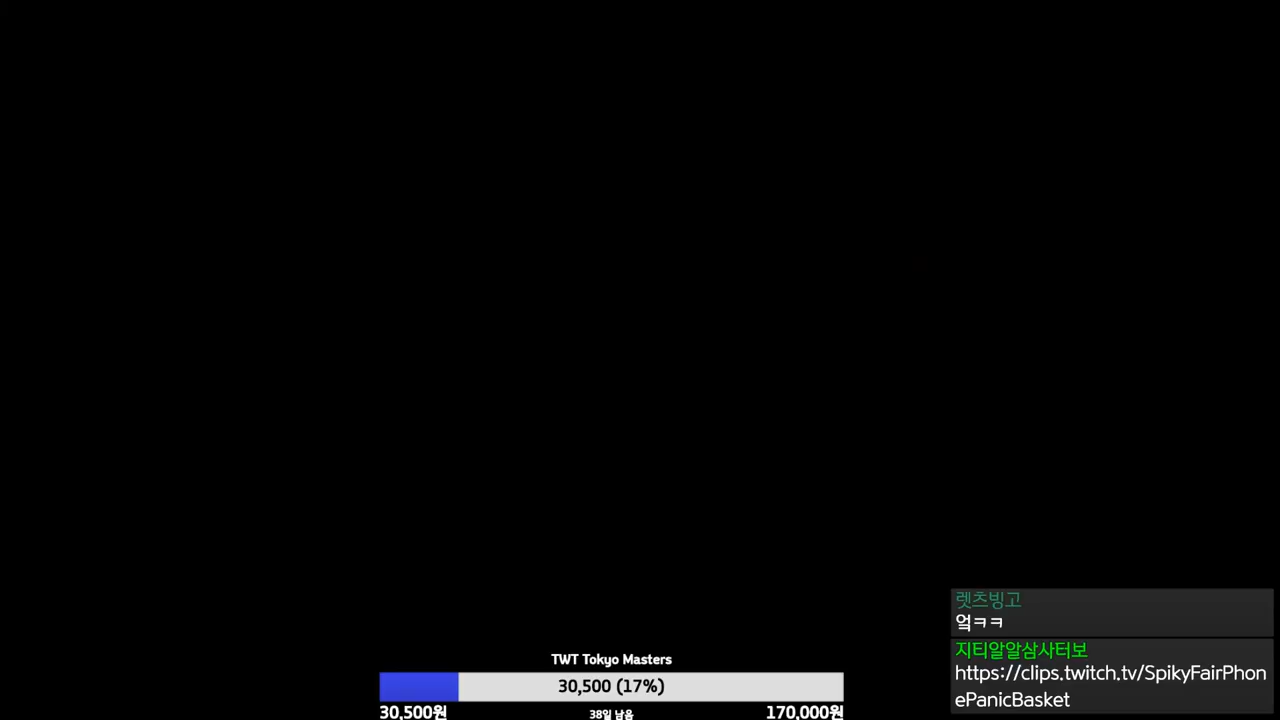 렛츠빙고
엌ㅋㅋ
지티알알삼사터보
https://clips.twitch.tv/SpikyFairPhon
ePanicBasket
TWT Tokyo Masters
30,500 (17%)
30,500원 38일 남음 170,000원